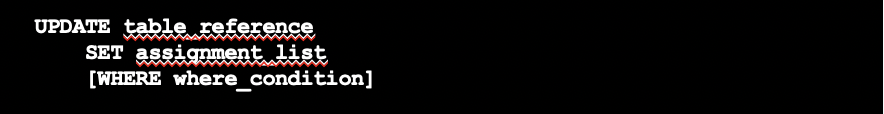 UPDATE table_reference
SET assignment_list
[WHERE where_condition]